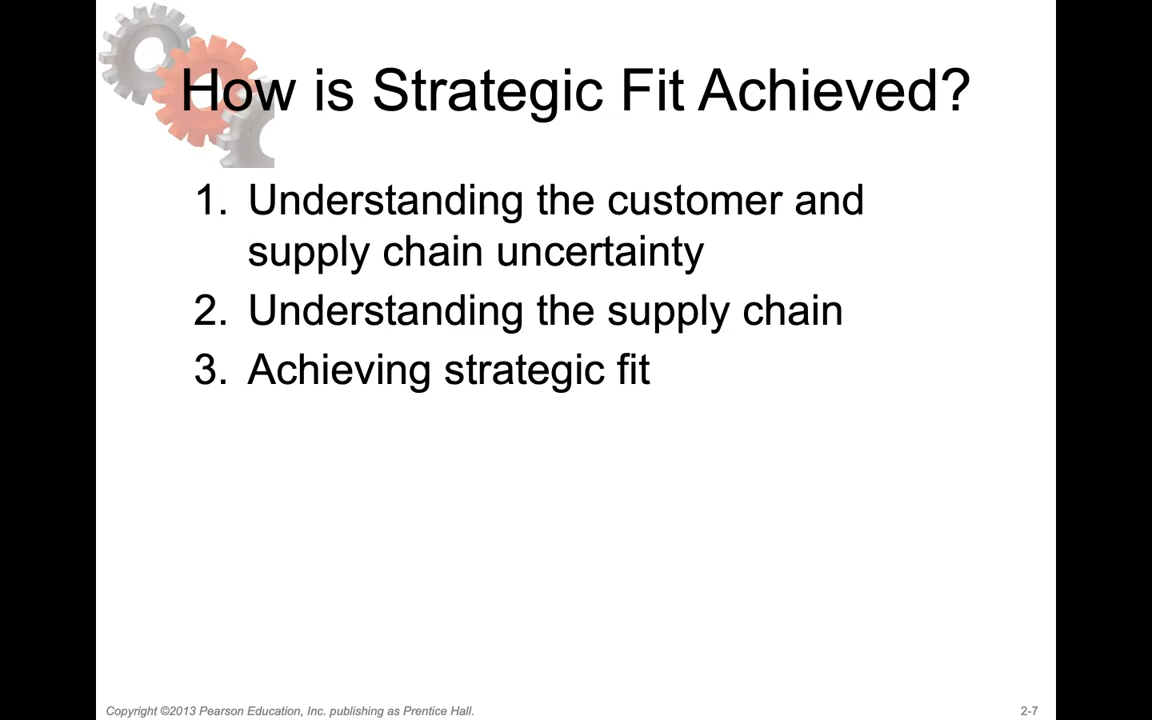 How is Strategic Fit Achieved?
1. Understanding the customer and
supply chain uncertainty
2. Understanding the supply chain
3. Achieving strategic fit
Copyright ©2013 Pearson Education, Inc. publishing as Prentice Hall.
2-7